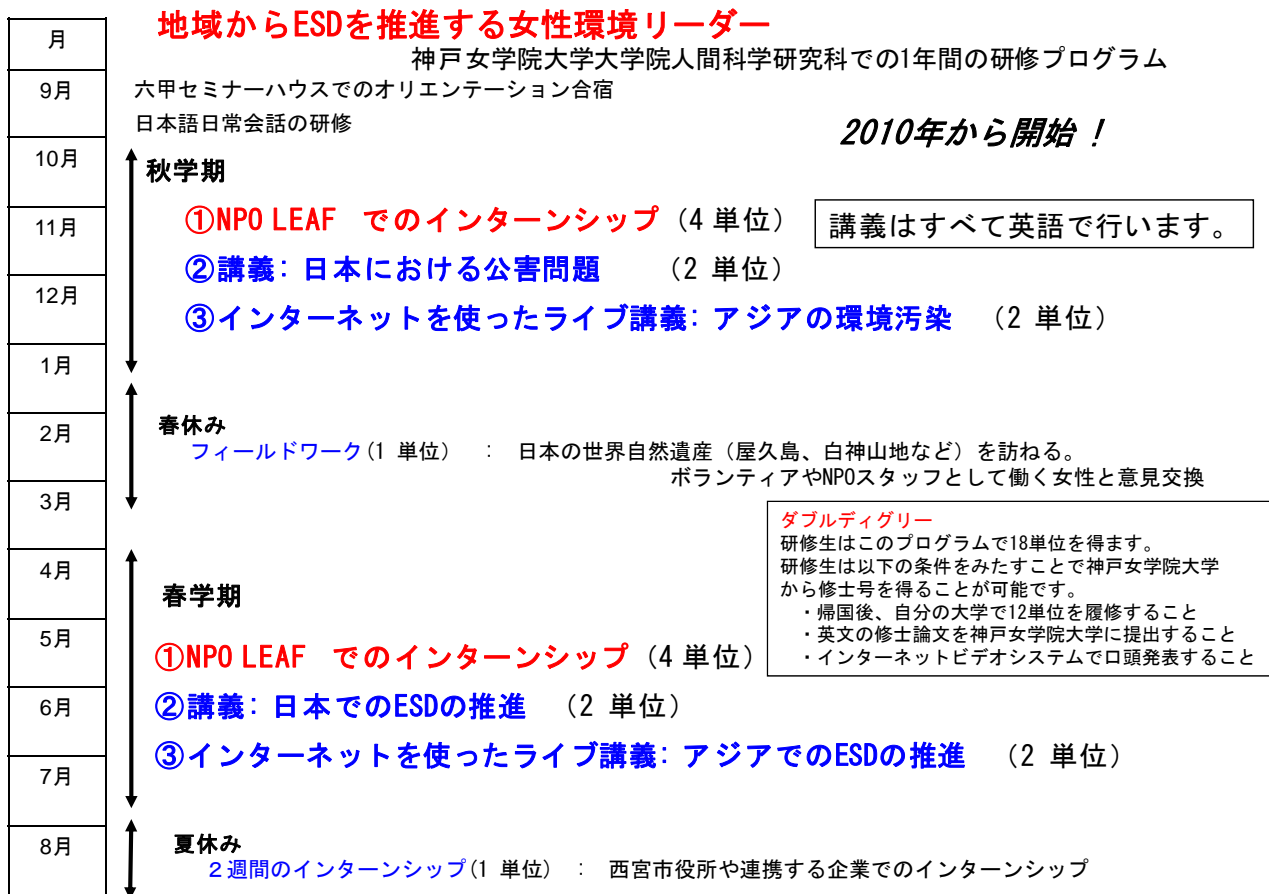 月
地域からESDを推進する女性環境リーダー
神戸女学院大学大学院人間科学研究科での1年間の研修プログラム
9月
六甲セミナーハウスでのオリエンテーション合宿
日本語日常会話の研修
2010年から開始！
10月
秋学期
11月
①NPO LEAF でのインターンシップ（4 単位）
講義はすべて英語で行います。
②講義：日本における公害問題 （2 単位）
12月
③インターネットを使ったライブ講義：アジアの環境汚染 （2 単位）
1月
2月
春休み
フィールドワーク(1 単位) ： 日本の世界自然遺産（屋久島、白神山地など）を訪ねる。
ボランティアやNPOスタッフとして働く女性と意見交換
3月
ダブルディグリー
研修生はこのプログラムで18単位を得ます。
研修生は以下の条件をみたすことで神戸女学院大学
から修士号を得ることが可能です。
・帰国後、自分の大学で12単位を履修すること
・英文の修士論文を神戸女学院大学に提出すること
・インターネットビデオシステムで口頭発表すること
4月
春学期
5月
①NPO LEAF でのインターンシップ（4 単位）
6月
②講義：日本でのESDの推進 （2 単位）
③インターネットを使ったライブ講義：アジアでのESDの推進 （2 単位）
7月
8月
夏休み
２週間のインターンシップ(1 単位) ： 西宮市役所や連携する企業でのインターンシップ